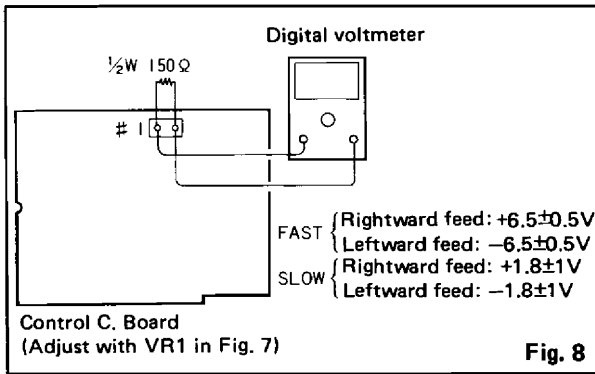 Digital voltmeter
½W 150Ω
# 1
FAST { Rightward feed: +6.5±0.5V
Leftward feed: −6.5±0.5V
SLOW { Rightward feed: +1.8±1V
Leftward feed: −1.8±1V
Control C. Board
(Adjust with VR1 in Fig. 7)
Fig. 8